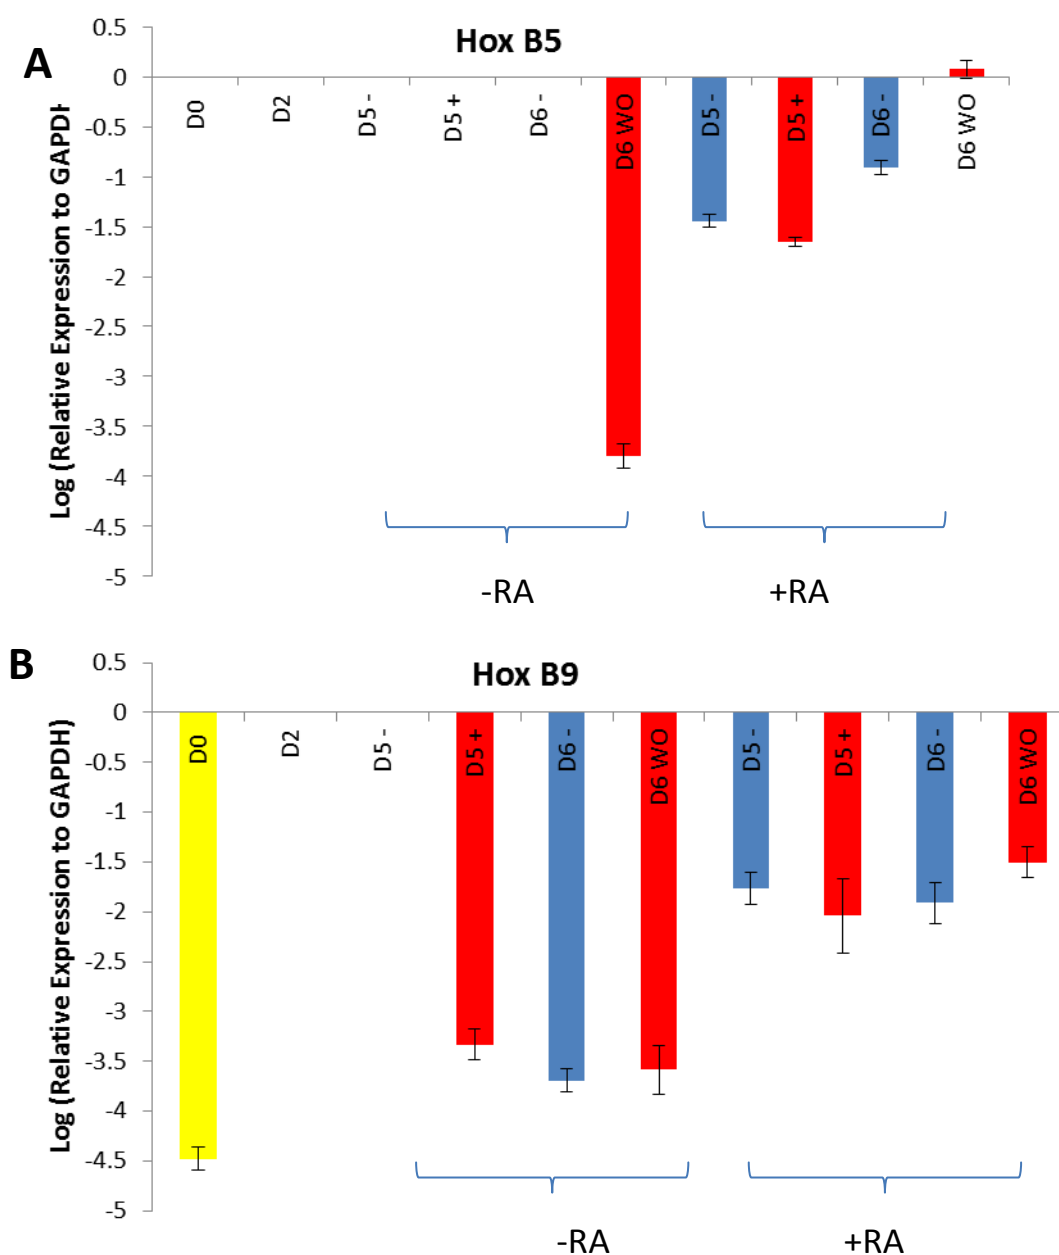 A
Hox B5
Log (Relative Expression to GAPDH
0.5
0
-0.5
-1
-1.5
-2
-2.5
-3
-3.5
-4
-4.5
-5
D0
D2
D5 -
D5 +
D6 -
D6 WO
D5 -
D5 +
D6 -
D6 WO
-RA
+RA
B
Hox B9
Log (Relative Expression to GAPDH)
0.5
0
-0.5
-1
-1.5
-2
-2.5
-3
-3.5
-4
-4.5
-5
D0
D2
D5 -
D5 +
D6 -
D6 WO
D5 -
D5 +
D6 -
D6 WO
-RA
+RA